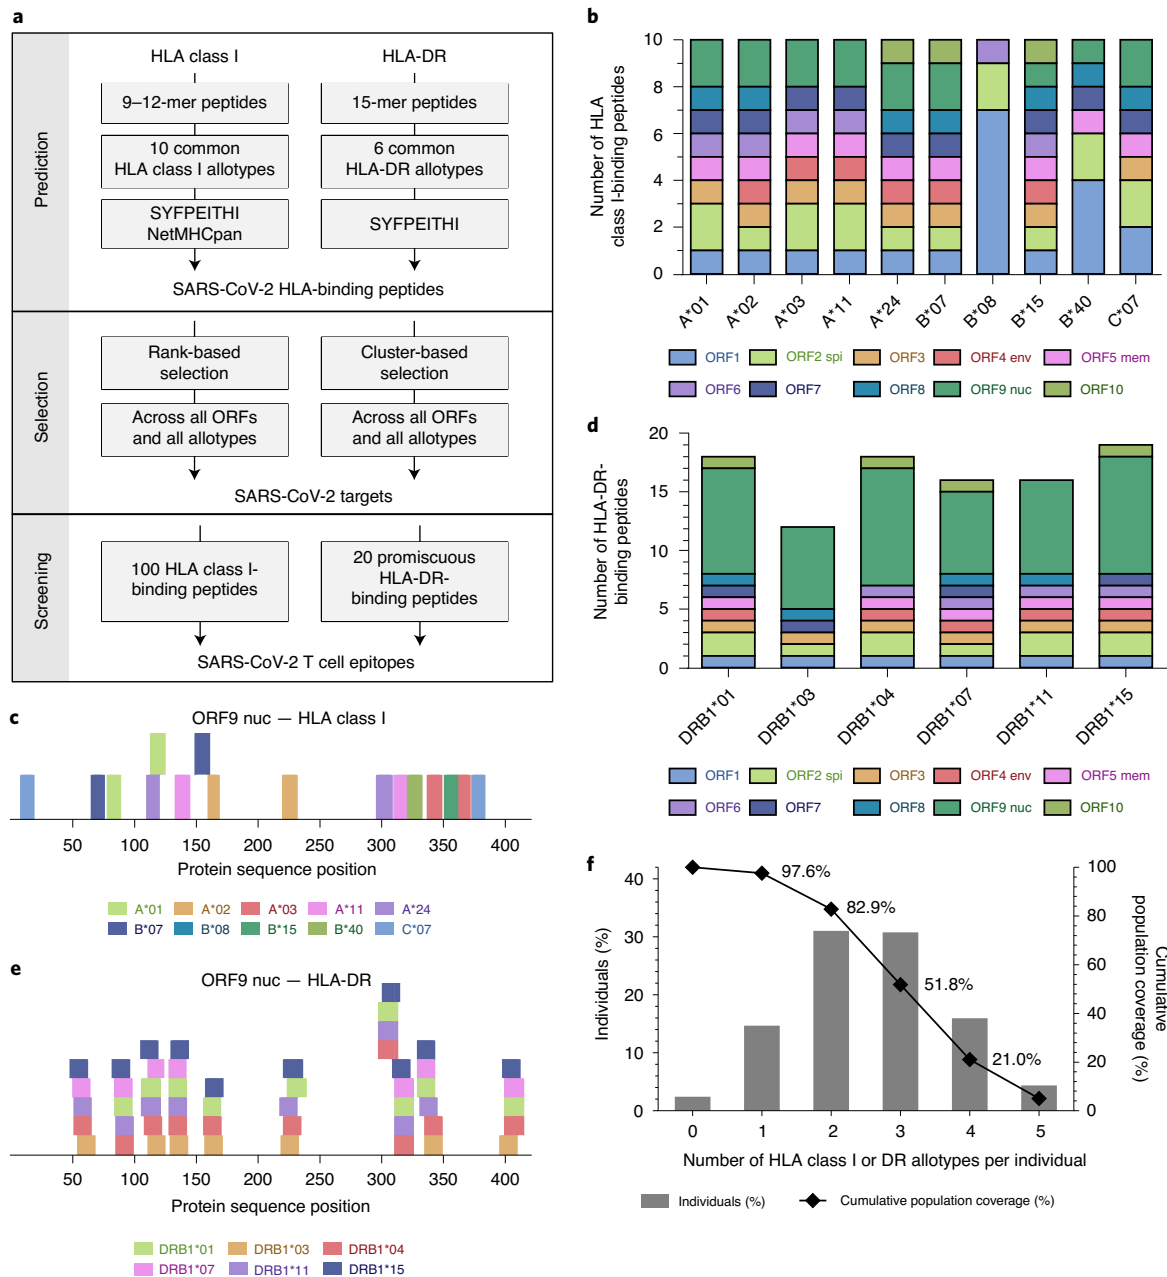 a
HLA class I
HLA-DR
Prediction
9–12-mer peptides
15-mer peptides
10 common
HLA class I allotypes
6 common
HLA-DR allotypes
SYFPEITHI
NetMHCpan
SYFPEITHI
SARS-CoV-2 HLA-binding peptides
Selection
Rank-based
selection
Cluster-based
selection
Across all ORFs
and all allotypes
Across all ORFs
and all allotypes
SARS-CoV-2 targets
Screening
100 HLA class I-
binding peptides
20 promiscuous
HLA-DR-
binding peptides
SARS-CoV-2 T cell epitopes
b
Number of HLA
class I-binding peptides
10
8
6
4
2
0
A*01 A*02 A*03 A*11 A*24 B*07 B*08 B*15 B*40 C*07
ORF1 ORF2 spi ORF3 ORF4 env ORF5 mem
ORF6 ORF7 ORF8 ORF9 nuc ORF10
c
ORF9 nuc — HLA class I
50 100 150 200 250 300 350 400
Protein sequence position
A*01 A*02 A*03 A*11 A*24
B*07 B*08 B*15 B*40 C*07
d
Number of HLA-DR-
binding peptides
20
15
10
5
0
DRB1*01 DRB1*03 DRB1*04 DRB1*07 DRB1*11 DRB1*15
ORF1 ORF2 spi ORF3 ORF4 env ORF5 mem
ORF6 ORF7 ORF8 ORF9 nuc ORF10
e
ORF9 nuc — HLA-DR
50 100 150 200 250 300 350 400
Protein sequence position
DRB1*01 DRB1*03 DRB1*04
DRB1*07 DRB1*11 DRB1*15
f
Individuals (%)
40
30
20
10
0
97.6%
82.9%
51.8%
21.0%
100
80
60
40
20
0
Cumulative
population coverage (%)
0 1 2 3 4 5
Number of HLA class I or DR allotypes per individual
Individuals (%) Cumulative population coverage (%)